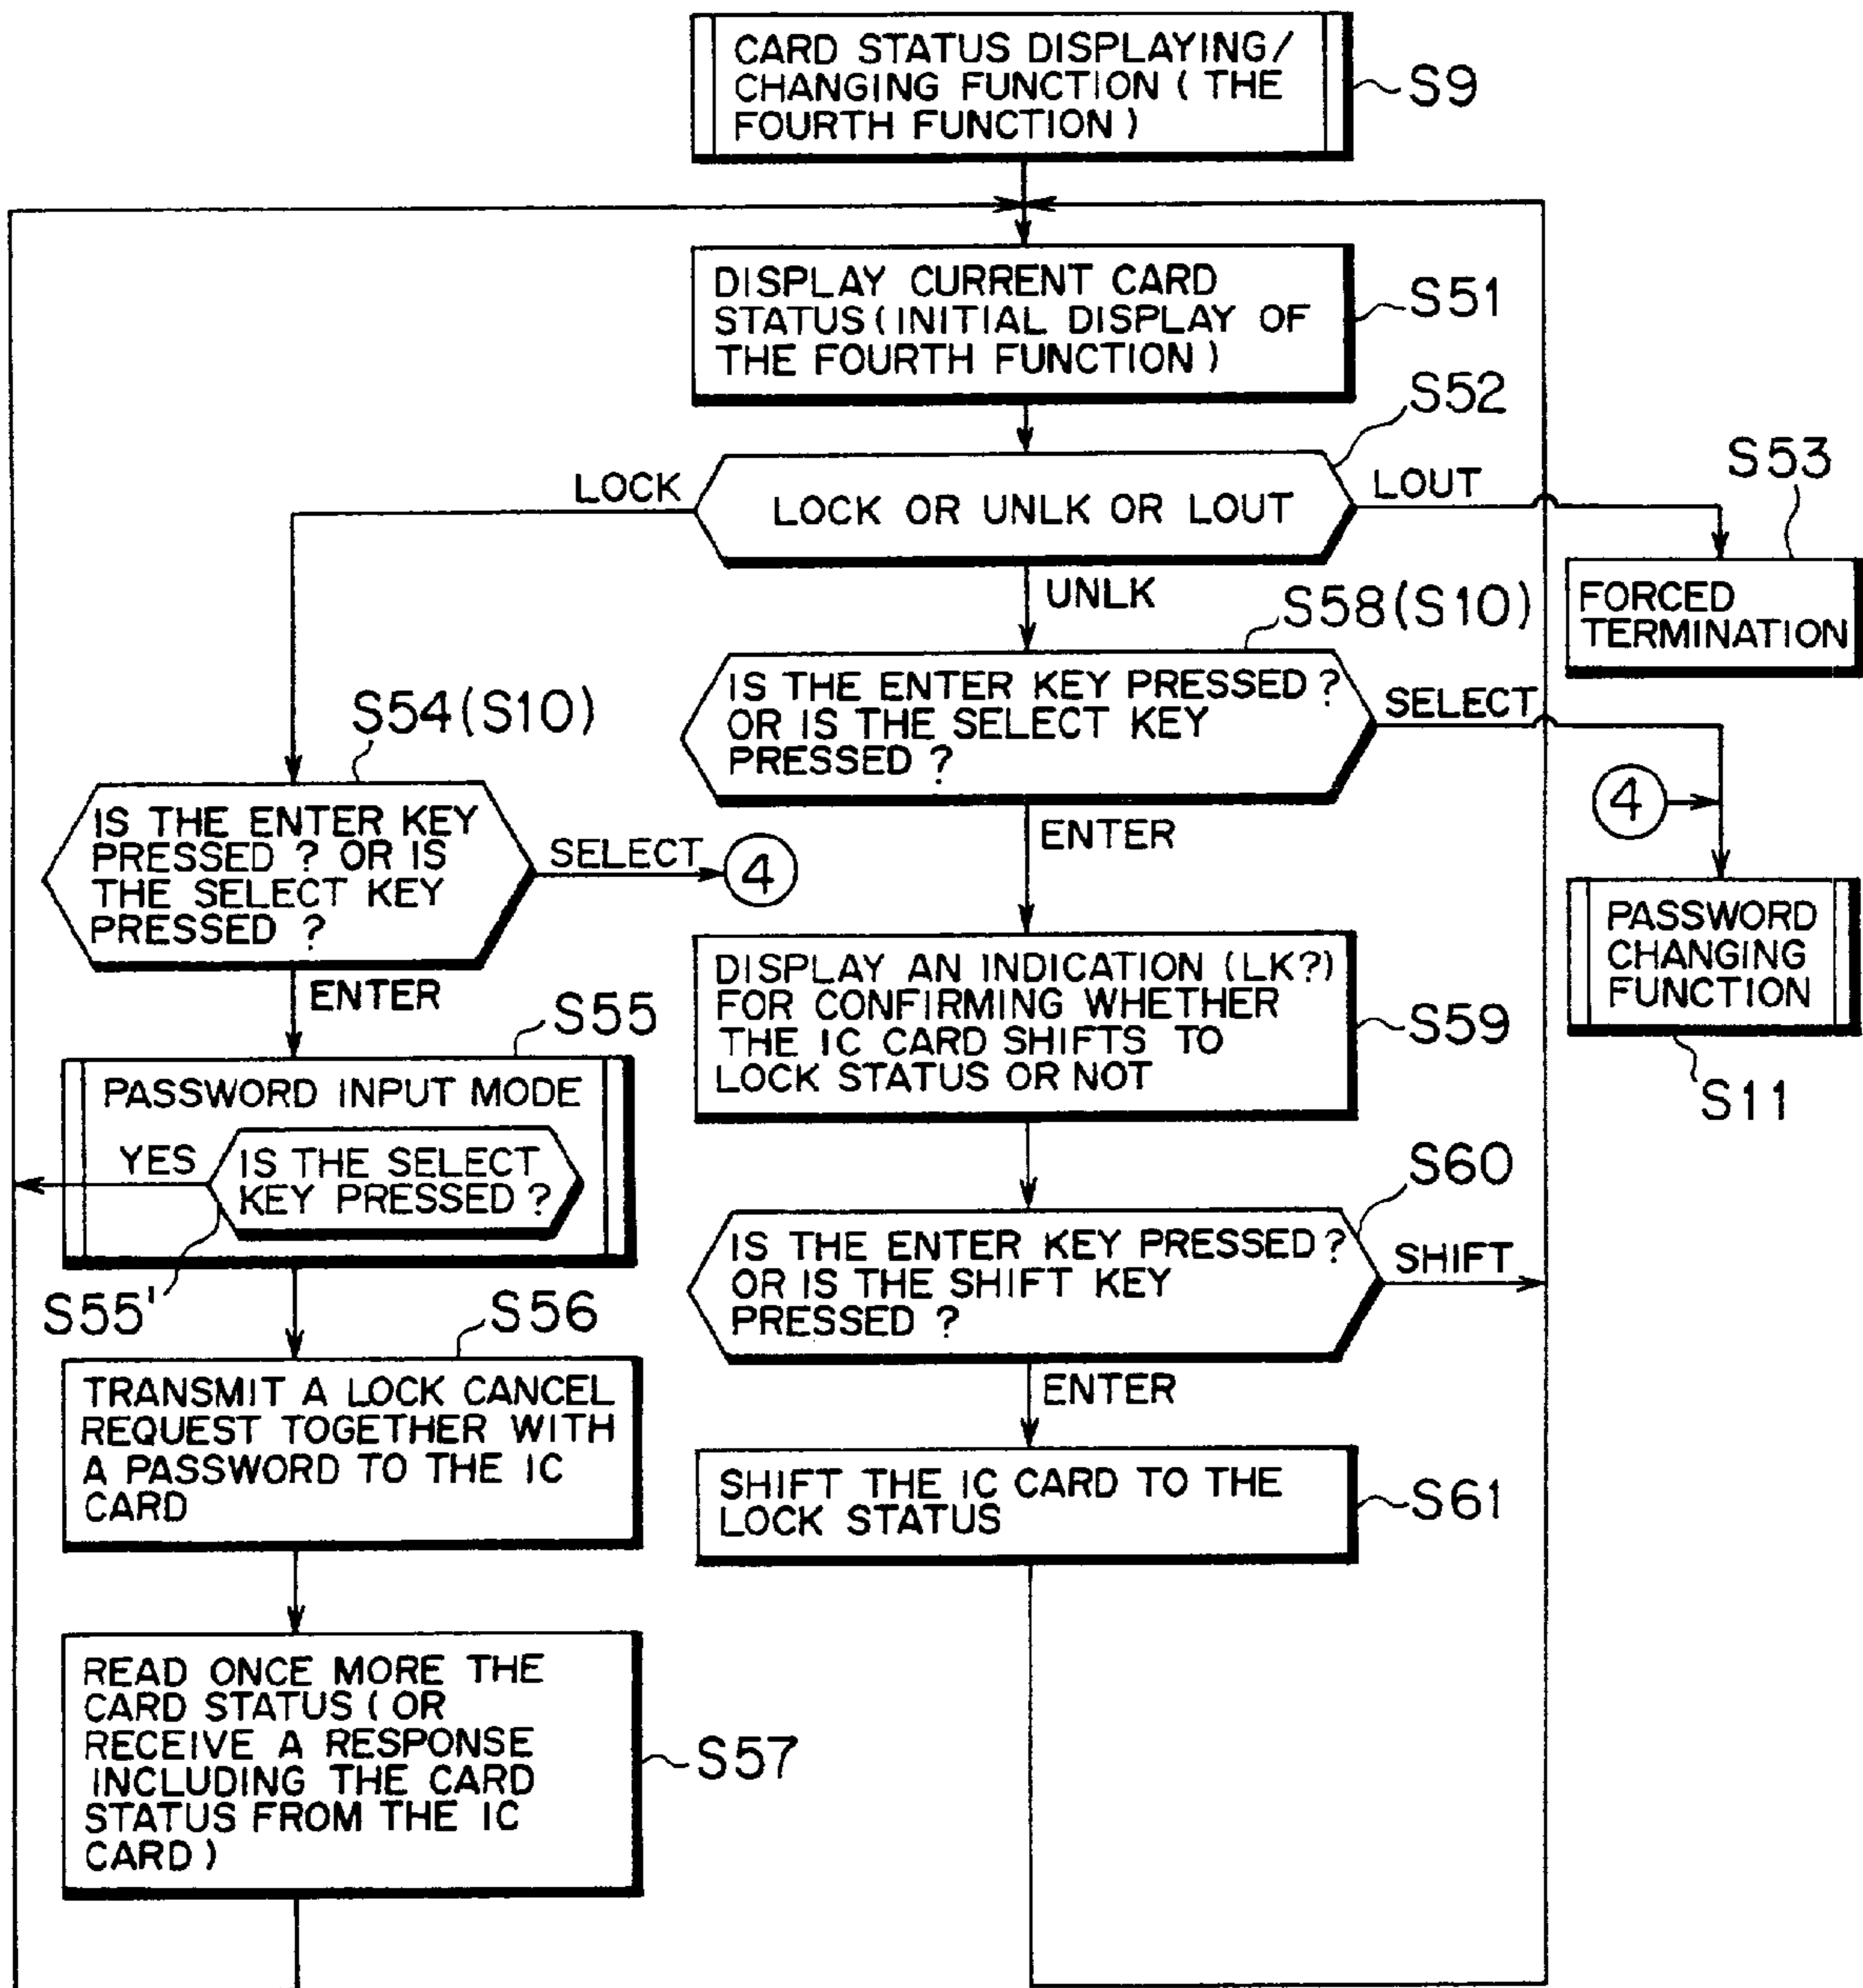 CARD STATUS DISPLAYING/
CHANGING FUNCTION ( THE
FOURTH FUNCTION )
S9
DISPLAY CURRENT CARD
STATUS ( INITIAL DISPLAY OF
THE FOURTH FUNCTION )
S51
S52
LOCK
LOCK OR UNLK OR LOUT
LOUT
S53
UNLK
FORCED
TERMINATION
S58 (S10)
IS THE ENTER KEY PRESSED ?
OR IS THE SELECT KEY
PRESSED ?
SELECT
S54 (S10)
IS THE ENTER KEY
PRESSED ? OR IS
THE SELECT KEY
PRESSED ?
SELECT
4
ENTER
4
PASSWORD
CHANGING
FUNCTION
S11
ENTER
DISPLAY AN INDICATION (LK?)
FOR CONFIRMING WHETHER
THE IC CARD SHIFTS TO
LOCK STATUS OR NOT
S59
S55
PASSWORD INPUT MODE
YES
IS THE SELECT
KEY PRESSED ?
S55'
S60
IS THE ENTER KEY PRESSED ?
OR IS THE SHIFT KEY
PRESSED ?
SHIFT
S56
TRANSMIT A LOCK CANCEL
REQUEST TOGETHER WITH
A PASSWORD TO THE IC
CARD
ENTER
SHIFT THE IC CARD TO THE
LOCK STATUS
S61
READ ONCE MORE THE
CARD STATUS ( OR
RECEIVE A RESPONSE
INCLUDING THE CARD
STATUS FROM THE IC
CARD )
S57